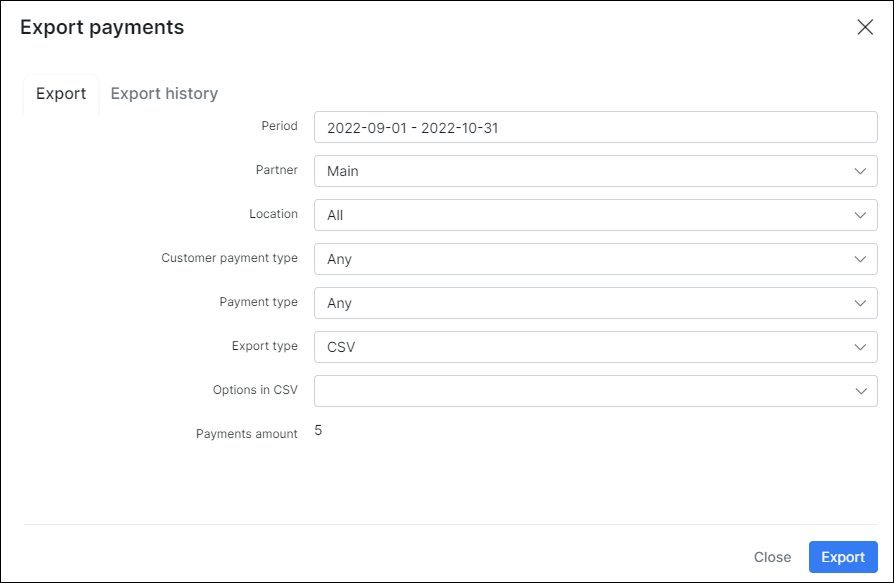 Export payments
Export Export history
Period 2022-09-01 - 2022-10-31
Partner Main
Location All
Customer payment type Any
Payment type Any
Export type CSV
Options in CSV
Payments amount 5
Close Export